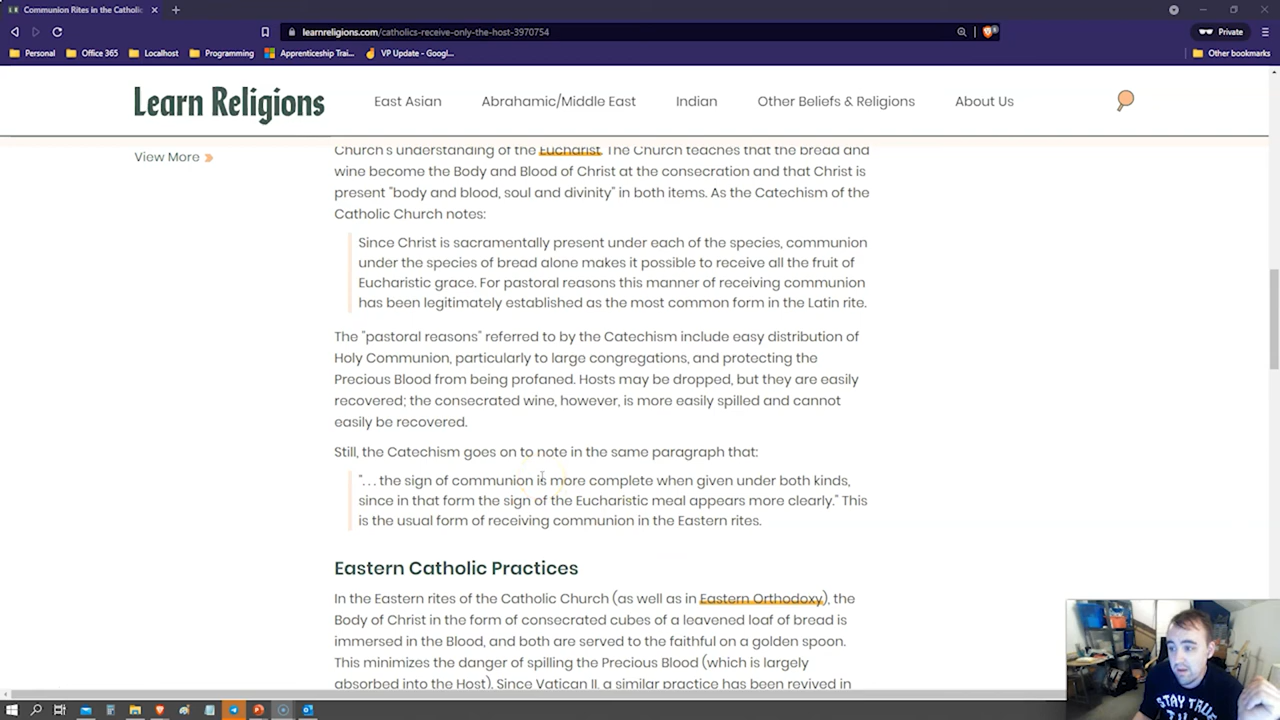 Communion Rites in the Catholic
learnreligions.com/catholics-receive-only-the-host-3970754
Private
Personal
Office 365
Localhost
Programming
Apprenticeship Trai...
VP Update - Googl...
Other bookmarks
Learn Religions
East Asian
Abrahamic/Middle East
Indian
Other Beliefs & Religions
About Us
View More
Church's understanding of the Eucharist. The Church teaches that the bread and
wine become the Body and Blood of Christ at the consecration and that Christ is
present "body and blood, soul and divinity" in both items. As the Catechism of the
Catholic Church notes:
Since Christ is sacramentally present under each of the species, communion
under the species of bread alone makes it possible to receive all the fruit of
Eucharistic grace. For pastoral reasons this manner of receiving communion
has been legitimately established as the most common form in the Latin rite.
The "pastoral reasons" referred to by the Catechism include easy distribution of
Holy Communion, particularly to large congregations, and protecting the
Precious Blood from being profaned. Hosts may be dropped, but they are easily
recovered; the consecrated wine, however, is more easily spilled and cannot
easily be recovered.
Still, the Catechism goes on to note in the same paragraph that:
". . . the sign of communion is more complete when given under both kinds,
since in that form the sign of the Eucharistic meal appears more clearly." This
is the usual form of receiving communion in the Eastern rites.
Eastern Catholic Practices
In the Eastern rites of the Catholic Church (as well as in Eastern Orthodoxy), the
Body of Christ in the form of consecrated cubes of a leavened loaf of bread is
immersed in the Blood, and both are served to the faithful on a golden spoon.
This minimizes the danger of spilling the Precious Blood (which is largely
absorbed into the Host). Since Vatican II, a similar practice has been revived in
STAY TRUE